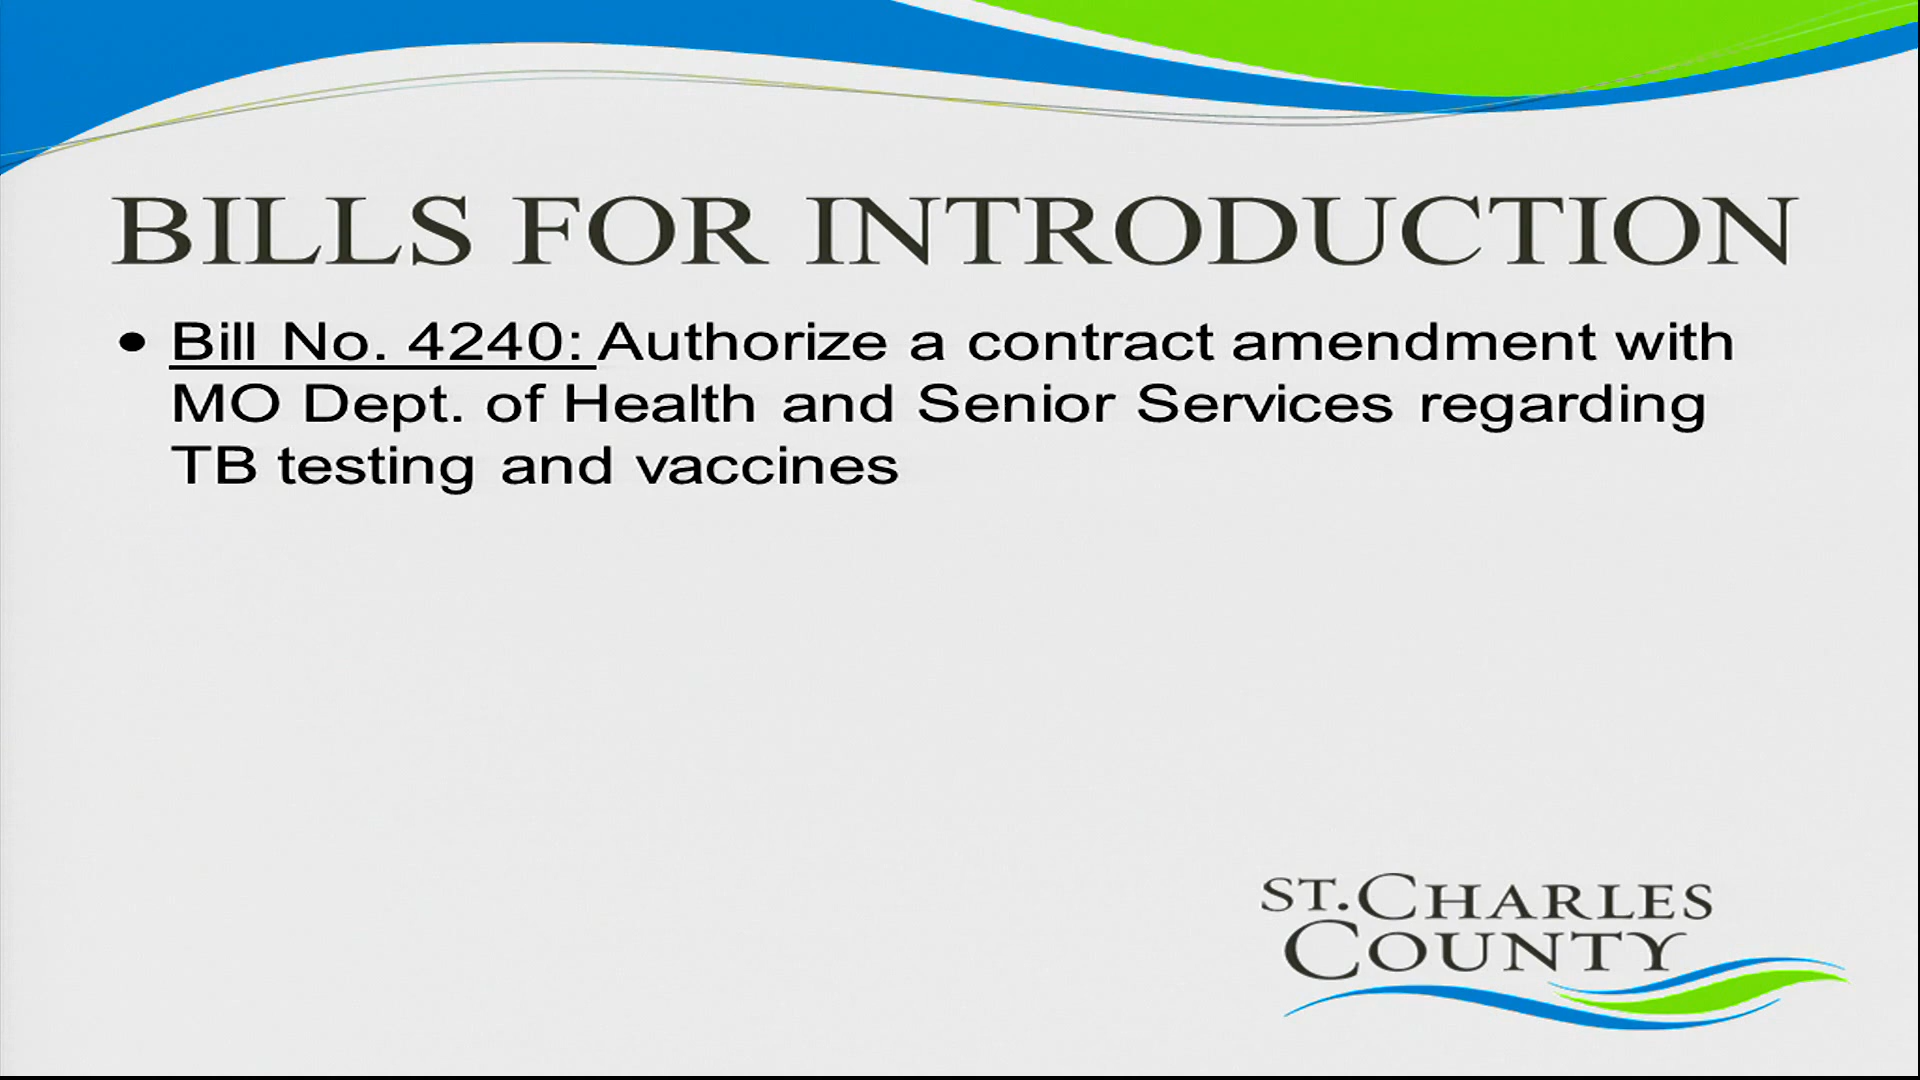 BILLS FOR INTRODUCTION
• Bill No. 4240: Authorize a contract amendment with
MO Dept. of Health and Senior Services regarding
TB testing and vaccines
ST. CHARLES
COUNTY